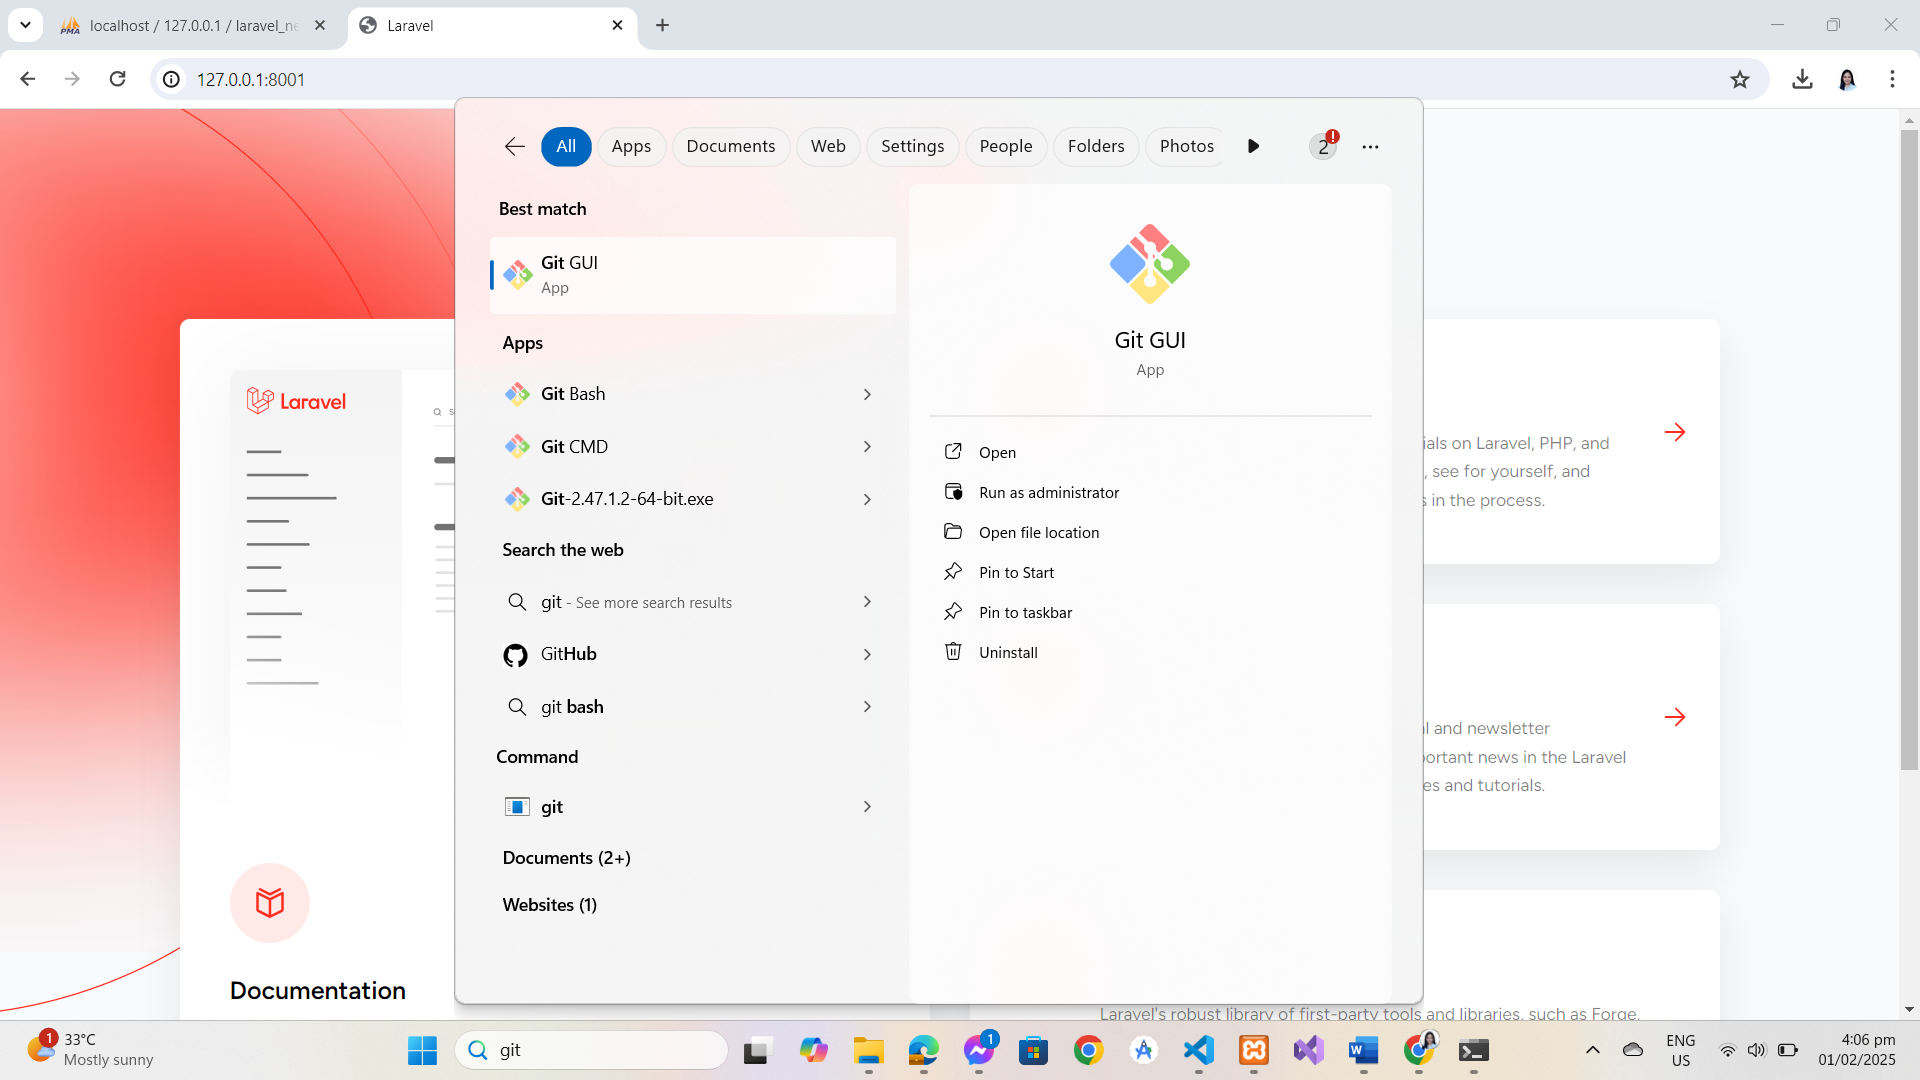 localhost / 127.0.0.1 / laravel_ne
Laravel
127.0.0.1:8001
All
Apps
Documents
Web
Settings
People
Folders
Photos
2
Best match
Git GUI
App
Apps
Git Bash
Git CMD
Git-2.47.1.2-64-bit.exe
Search the web
git - See more search results
GitHub
git bash
Command
git
Documents (2+)
Websites (1)
Git GUI
App
Open
Run as administrator
Open file location
Pin to Start
Pin to taskbar
Uninstall
Laravel
Documentation
ials on Laravel, PHP, and
, see for yourself, and
s in the process.
l and newsletter
portant news in the Laravel
es and tutorials.
Laravel's robust library of first-party tools and libraries, such as Forge,
1
33°C
Mostly sunny
git
1
ENG
US
4:06 pm
01/02/2025